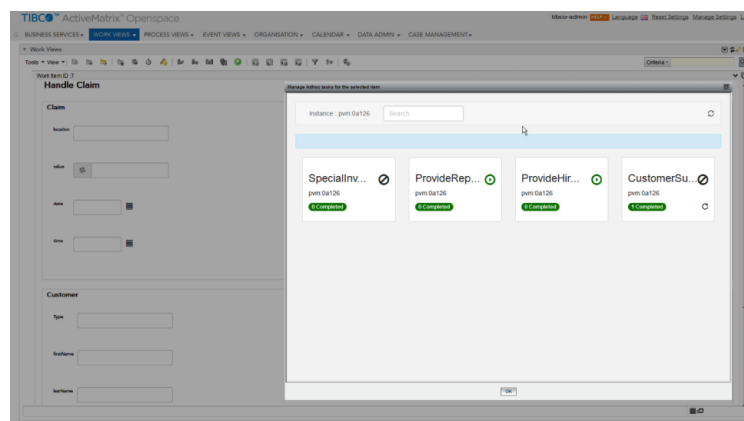 TIBCO™ ActiveMatrix™ Openspace
tibco-admin HELP Language Reset Settings Manage Settings
BUSINESS SERVICES WORK VIEWS PROCESS VIEWS EVENT VIEWS ORGANISATION CALENDAR DATA ADMIN CASE MANAGEMENT
Work Views
Tools View
Criteria
Work Item ID :7
Handle Claim
Manage Adhoc tasks for the selected item
Claim
Instance : pvm:0a126 Search
location
value
date
time
SpecialInv... ProvideRep... ProvideHir... CustomerSu...
pvm:0a126 pvm:0a126 pvm:0a126 pvm:0a126
0 Completed 0 Completed 0 Completed 1 Completed
Customer
Type
firstName
lastName
OK